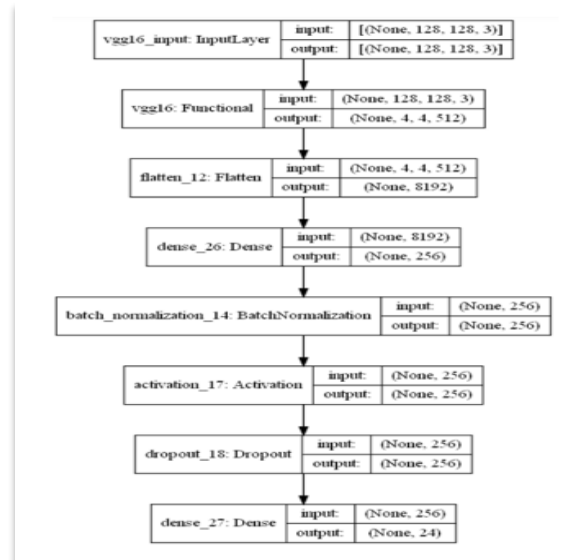 vgg16_input: InputLayer
input: [(None, 128, 128, 3)]
output: [(None, 128, 128, 3)]
vgg16: Functional
input: (None, 128, 128, 3)
output: (None, 4, 4, 512)
flatten_12: Flatten
input: (None, 4, 4, 512)
output: (None, 8192)
dense_26: Dense
input: (None, 8192)
output: (None, 256)
batch_normalization_14: BatchNormalization
input: (None, 256)
output: (None, 256)
activation_17: Activation
input: (None, 256)
output: (None, 256)
dropout_18: Dropout
input: (None, 256)
output: (None, 256)
dense_27: Dense
input: (None, 256)
output: (None, 24)